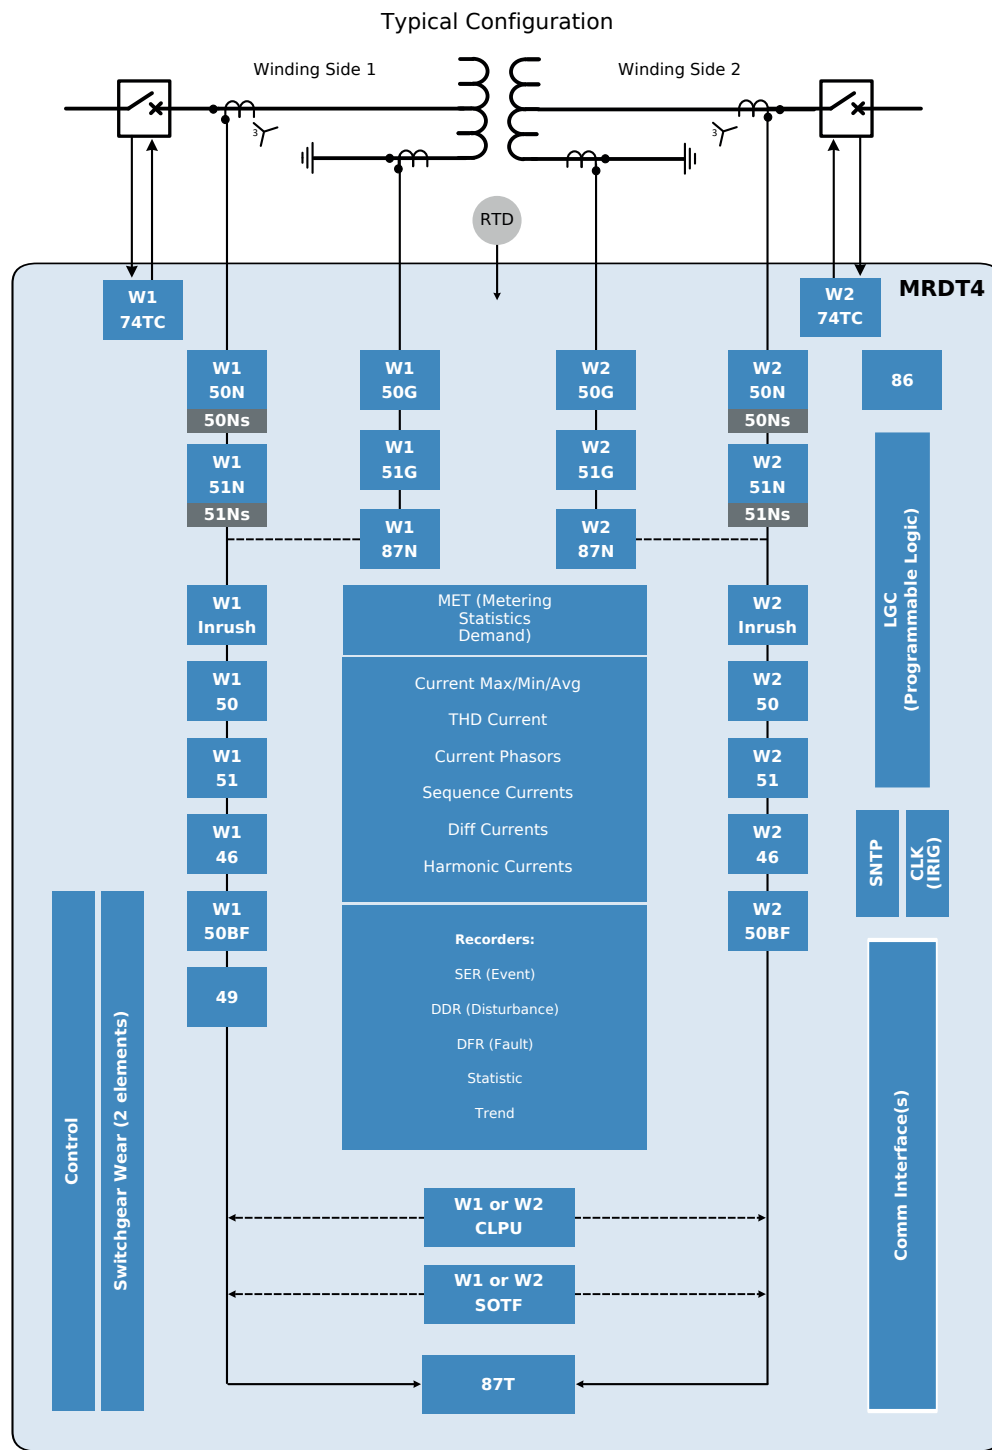 Typical Configuration
Winding Side 1
Winding Side 2
3
3
RTD
MRDT4
W1
74TC
W2
74TC
W1
50N
50Ns
W1
50G
W2
50G
W2
50N
50Ns
86
W1
51N
51Ns
W1
51G
W2
51G
W2
51N
51Ns
W1
87N
W2
87N
LGC
(Programmable Logic)
W1
Inrush
MET (Metering
Statistics
Demand)
W2
Inrush
W1
50
W2
50
Current Max/Min/Avg
THD Current
Current Phasors
Sequence Currents
Diff Currents
Harmonic Currents
W1
51
W2
51
W1
46
W2
46
SNTP
CLK
(IRIG)
W1
50BF
W2
50BF
49
Recorders:
SER (Event)
DDR (Disturbance)
DFR (Fault)
Statistic
Trend
Control
Switchgear Wear (2 elements)
Comm Interface(s)
W1 or W2
CLPU
W1 or W2
SOTF
87T